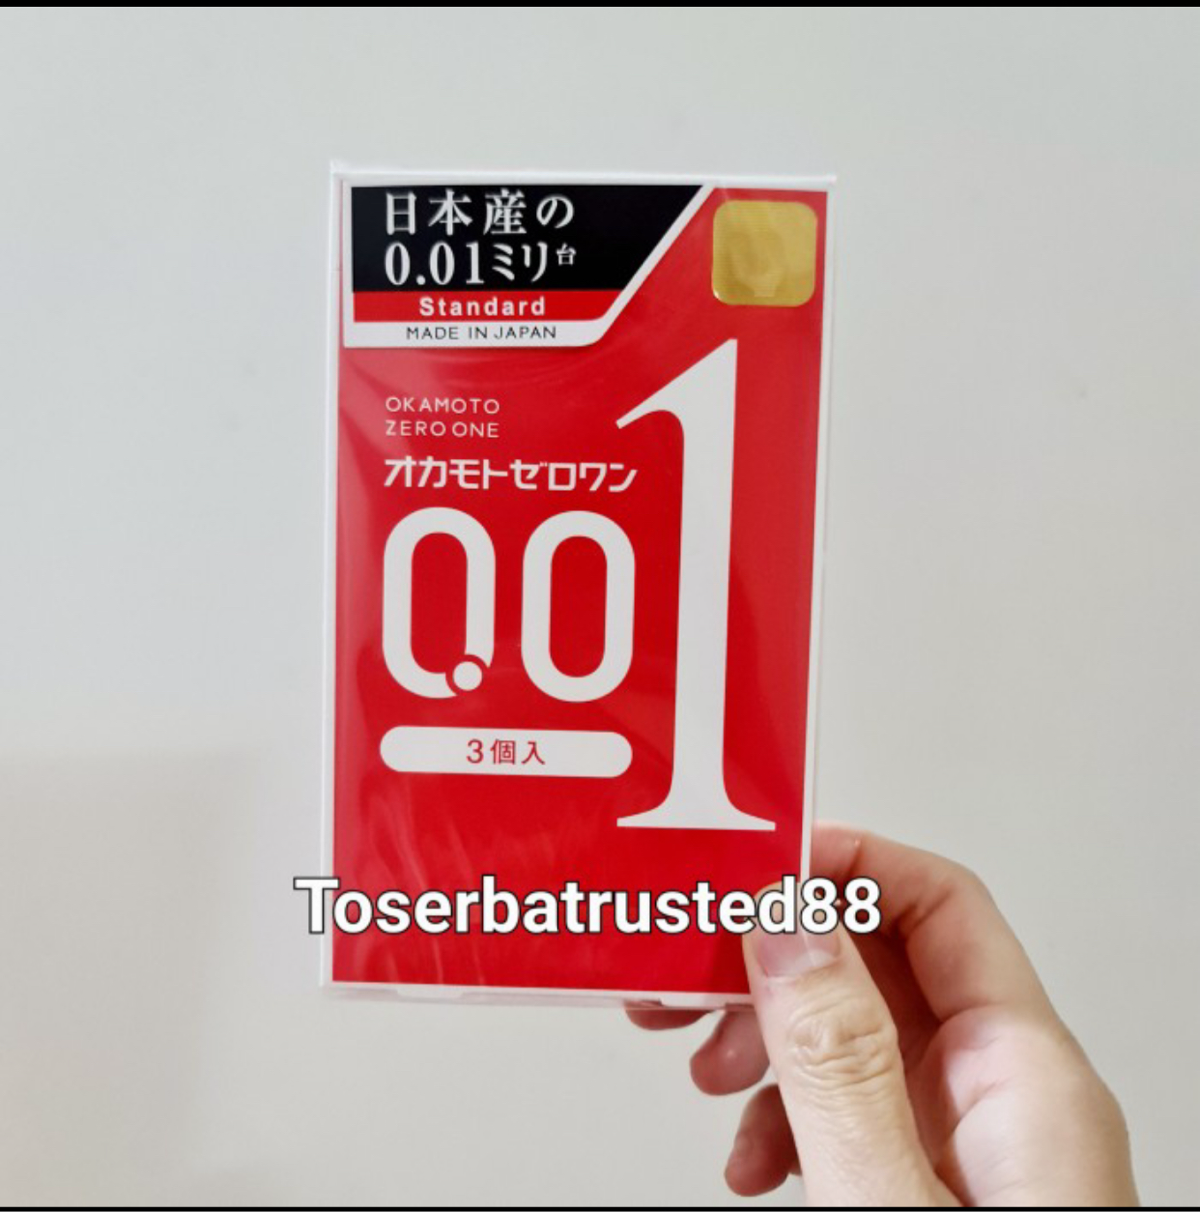 日本産の
0.01ミリ台
Standard
MADE IN JAPAN
OKAMOTO
ZERO ONE
オカモトゼロワン
0.01
3個入
Toserbatrusted88